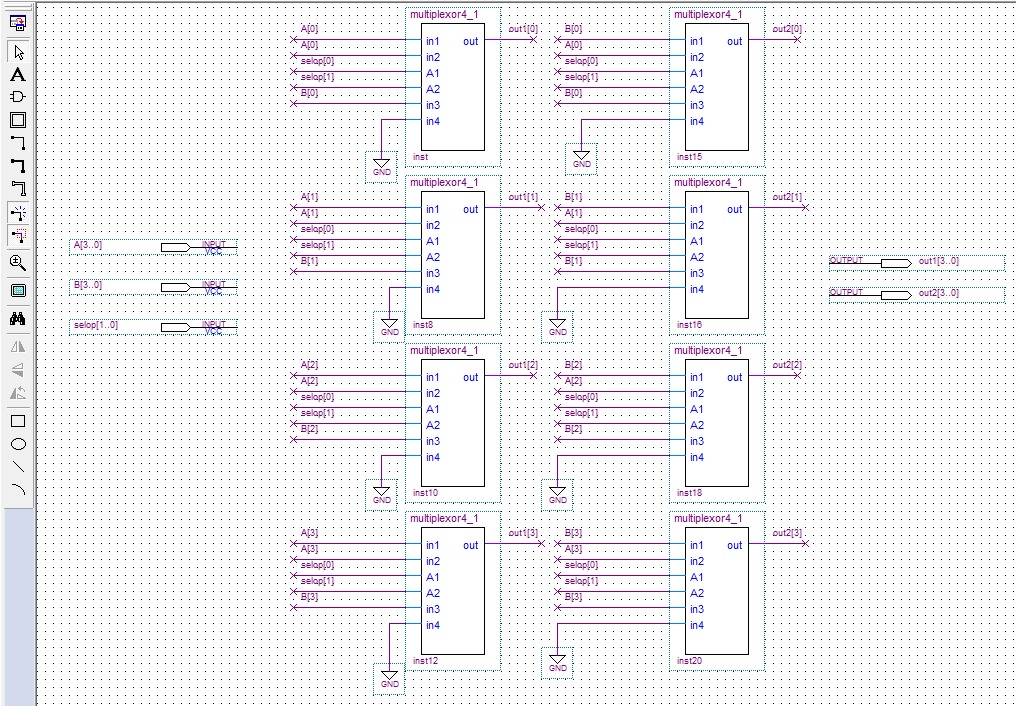 multiplexor4_1
A[0]
in1
out
out1[0]
A[0]
in2
selop[0]
A1
selop[1]
A2
B[0]
in3
in4
GND
inst
multiplexor4_1
B[0]
in1
out
out2[0]
A[0]
in2
selop[0]
A1
selop[1]
A2
B[0]
in3
in4
GND
inst15
multiplexor4_1
A[1]
in1
out
out1[1]
A[1]
in2
selop[0]
A1
selop[1]
A2
B[1]
in3
in4
GND
inst8
multiplexor4_1
B[1]
in1
out
out2[1]
A[1]
in2
selop[0]
A1
selop[1]
A2
B[1]
in3
in4
GND
inst16
A[3..0]
INPUT
VCC
B[3..0]
INPUT
VCC
selop[1..0]
INPUT
VCC
OUTPUT
out1[3..0]
OUTPUT
out2[3..0]
multiplexor4_1
A[2]
in1
out
out1[2]
A[2]
in2
selop[0]
A1
selop[1]
A2
B[2]
in3
in4
GND
inst10
multiplexor4_1
B[2]
in1
out
out2[2]
A[2]
in2
selop[0]
A1
selop[1]
A2
B[2]
in3
in4
GND
inst18
multiplexor4_1
A[3]
in1
out
out1[3]
A[3]
in2
selop[0]
A1
selop[1]
A2
B[3]
in3
in4
GND
inst12
multiplexor4_1
B[3]
in1
out
out2[3]
A[3]
in2
selop[0]
A1
selop[1]
A2
B[3]
in3
in4
GND
inst20
A